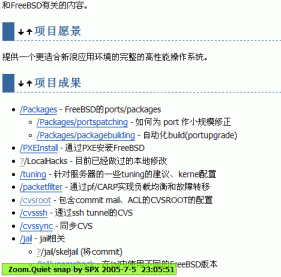 和FreeBSD有关的内容。
项目愿景
提供一个更适合新浪应用环境的完整的高性能操作系统。
项目成果
/Packages - FreeBSD的ports/packages
/Packages/portspatching - 如何为 port 作小规模修正
/Packages/packagebuilding - 自动化build(portupgrade)
/PXEInstall - 通过PXE安装FreeBSD
?/LocalHacks - 目前已经做过的本地修改
/tuning - 针对服务器的一些tuning的建议、kernel配置
/packetfilter - 通过pf/CARP实现负载均衡和故障转移
/cvsroot - 包含commit mail、ACL的CVSROOT的配置
/cvsssh - 通过ssh tunnel的CVS
/cvssync - 同步CVS
/jail - jail相关
?/jail/skeljail (将commit)
使用不同的FreeBSD版本
Zoom.Quiet snap by SPX 2005-7-5 23:05:51